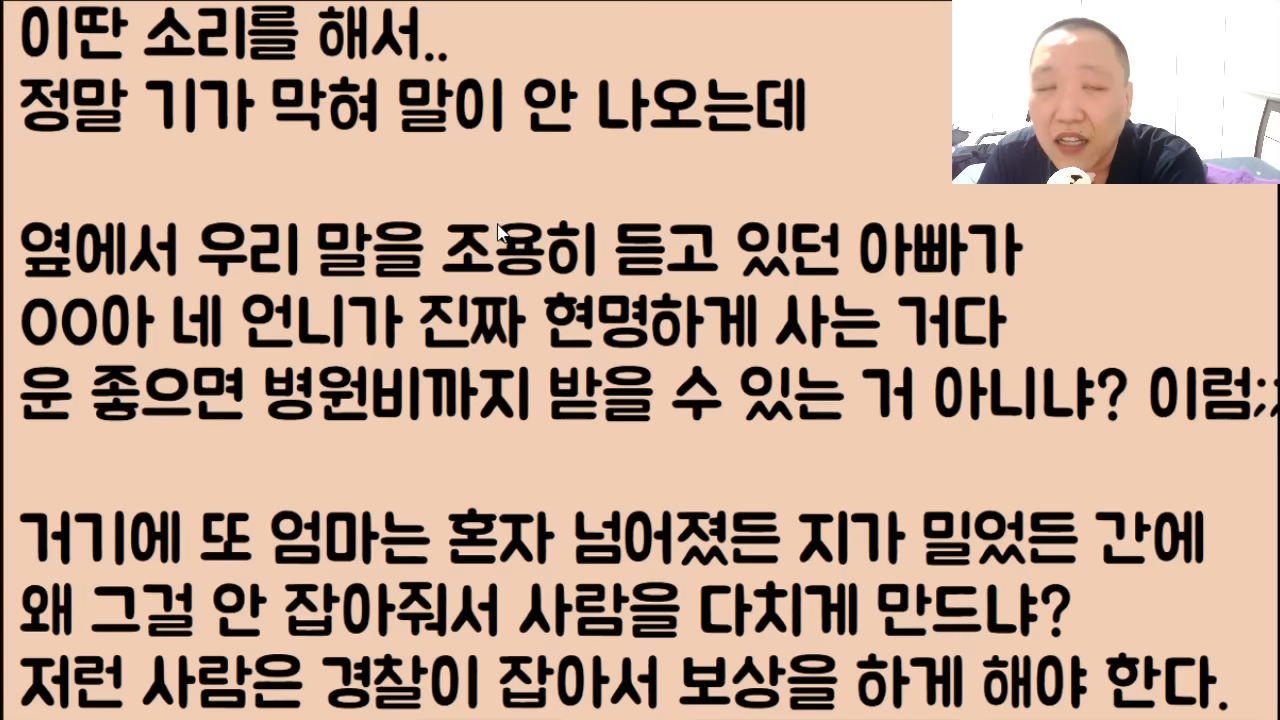 이딴 소리를 해서..
정말 기가 막혀 말이 안 나오는데
옆에서 우리 말을 조용히 듣고 있던 아빠가
OO아 네 언니가 진짜 현명하게 사는 거다
운 좋으면 병원비까지 받을 수 있는 거 아니냐? 이럼;;
거기에 또 엄마는 혼자 넘어졌든 지가 밀었든 간에
왜 그걸 안 잡아줘서 사람을 다치게 만드냐?
저런 사람은 경찰이 잡아서 보상을 하게 해야 한다.